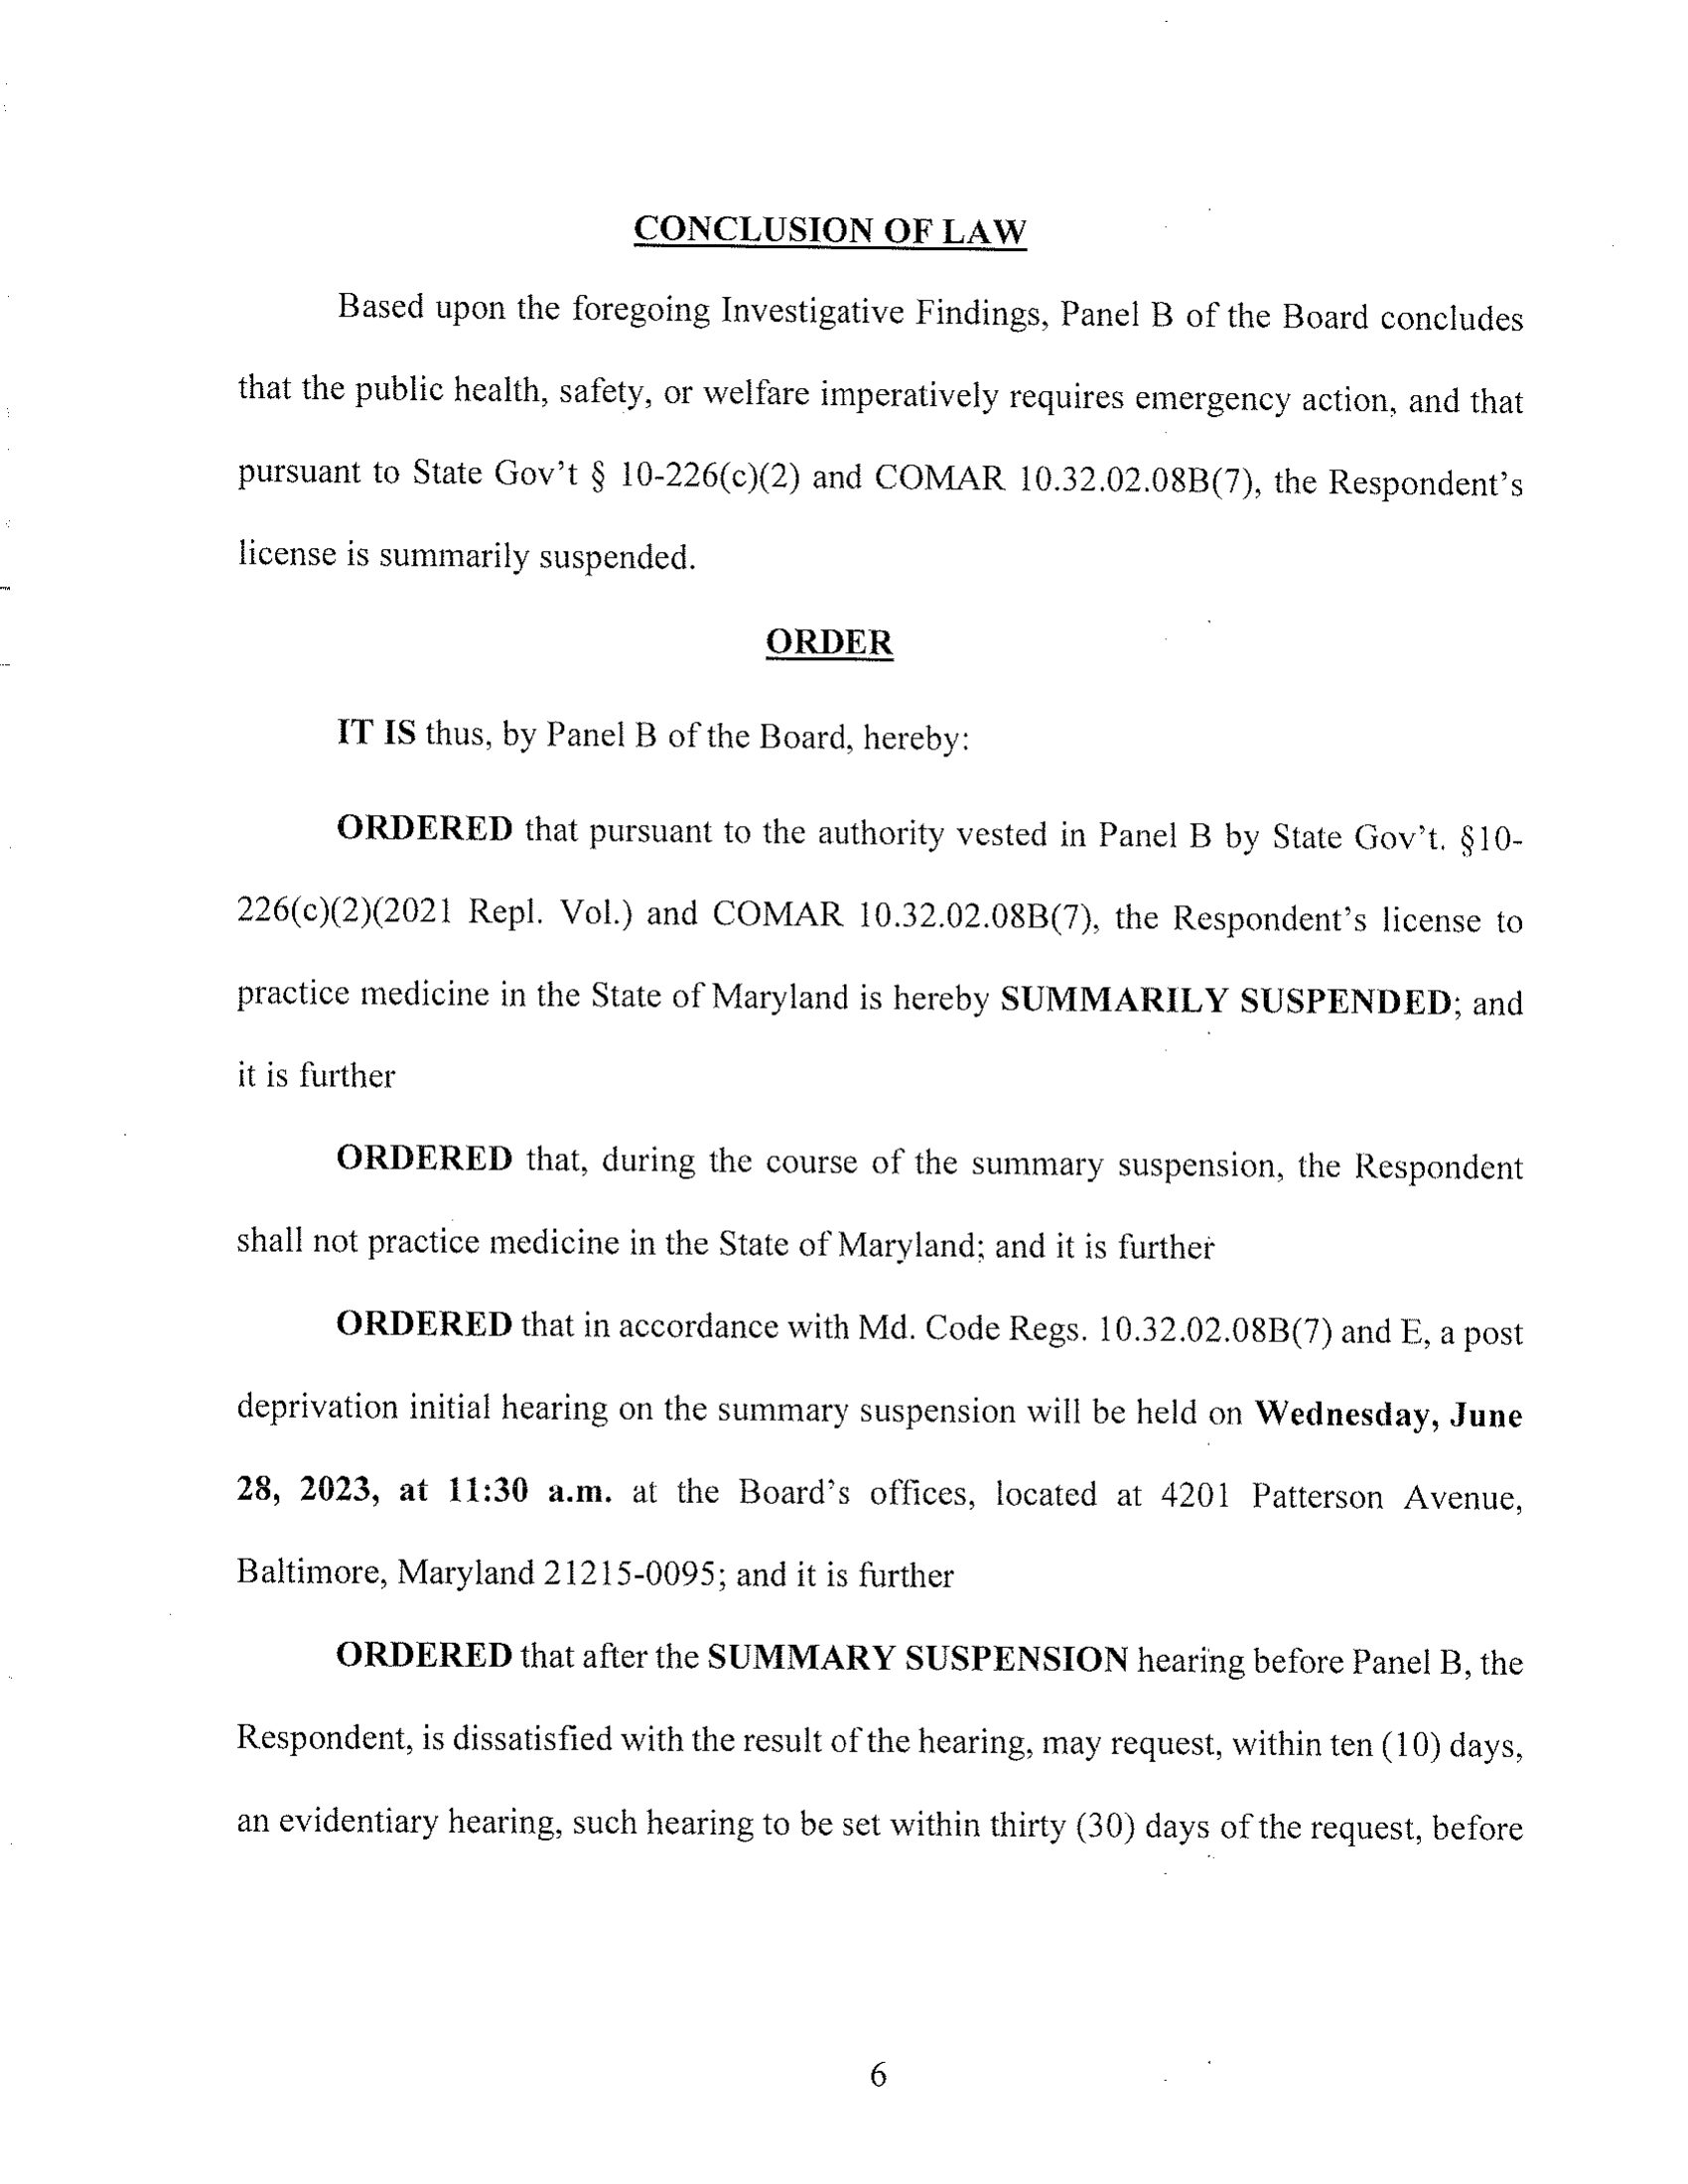 CONCLUSION OF LAW
Based upon the foregoing Investigative Findings, Panel B of the Board concludes
that the public health, safety, or welfare imperatively requires emergency action, and that
pursuant to State Gov't § 10-226(c)(2) and COMAR 10.32.02.08B(7), the Respondent's
license is summarily suspended.
ORDER
IT IS thus, by Panel B of the Board, hereby:
ORDERED that pursuant to the authority vested in Panel B by State Gov't. §10-
226(c)(2)(2021 Repl. Vol.) and COMAR 10.32.02.08B(7), the Respondent's license to
practice medicine in the State of Maryland is hereby SUMMARILY SUSPENDED; and
it is further
ORDERED that, during the course of the summary suspension, the Respondent
shall not practice medicine in the State of Maryland; and it is further
ORDERED that in accordance with Md. Code Regs. 10.32.02.08B(7) and E, a post
deprivation initial hearing on the summary suspension will be held on Wednesday, June
28, 2023, at 11:30 a.m. at the Board's offices, located at 4201 Patterson Avenue,
Baltimore, Maryland 21215-0095; and it is further
ORDERED that after the SUMMARY SUSPENSION hearing before Panel B, the
Respondent, is dissatisfied with the result of the hearing, may request, within ten (10) days,
an evidentiary hearing, such hearing to be set within thirty (30) days of the request, before
6